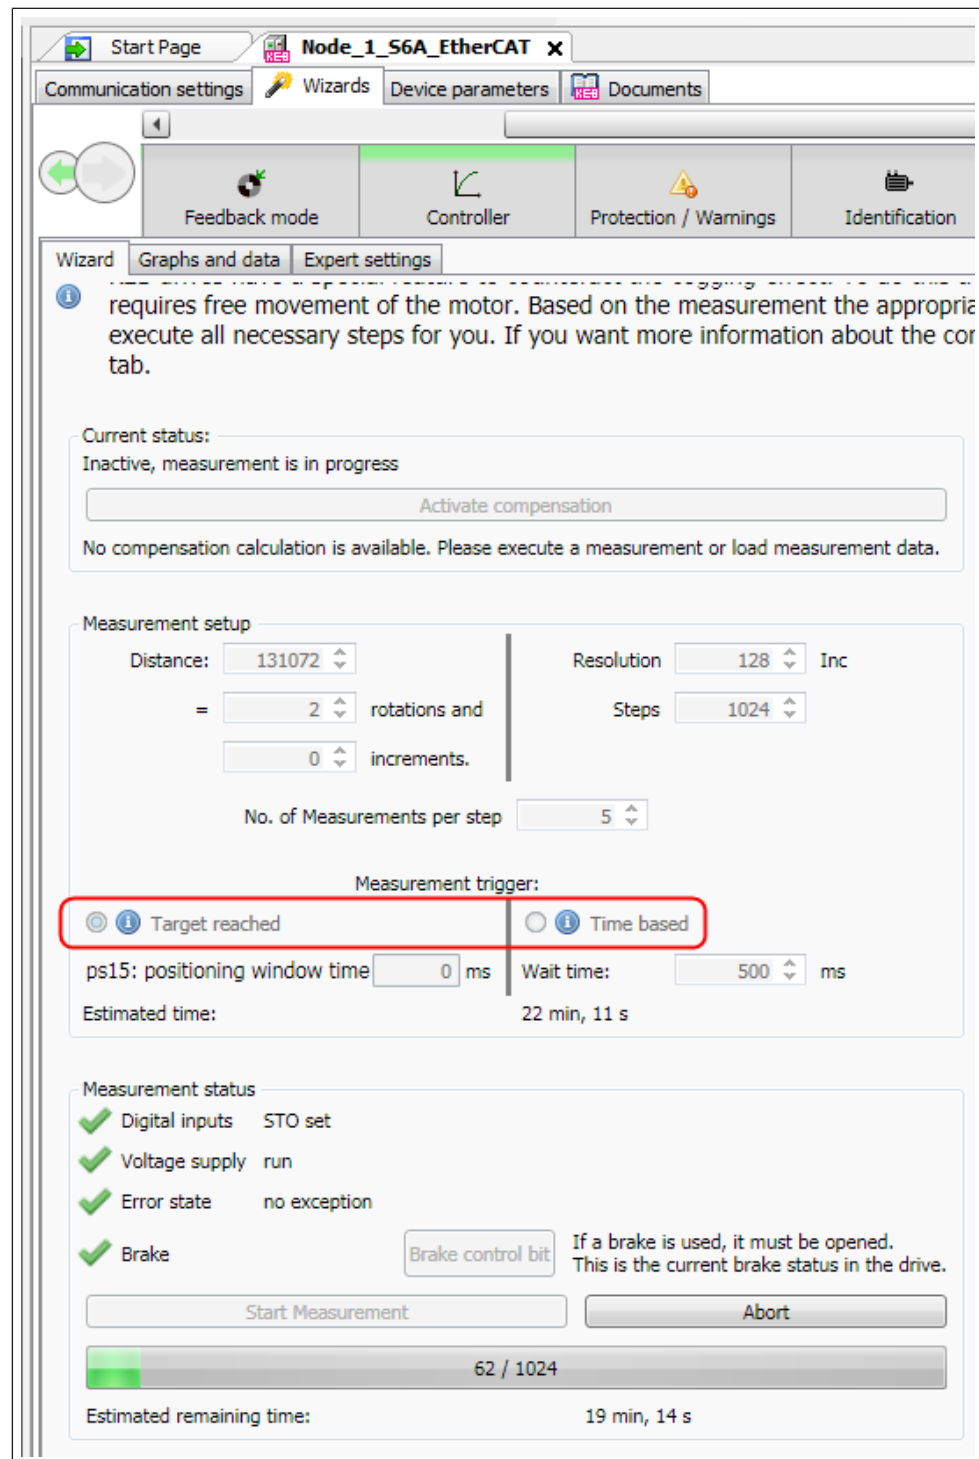 Start Page Node_1_S6A_EtherCAT x
Communication settings Wizards Device parameters KEB Documents
Feedback mode Controller Protection / Warnings Identification
Wizard Graphs and data Expert settings
requires free movement of the motor. Based on the measurement the appropria
execute all necessary steps for you. If you want more information about the cor
tab.
Current status:
Inactive, measurement is in progress
Activate compensation
No compensation calculation is available. Please execute a measurement or load measurement data.
Measurement setup
Distance: 131072 Resolution 128 Inc
= 2 rotations and Steps 1024
0 increments.
No. of Measurements per step 5
Measurement trigger:
Target reached Time based
ps15: positioning window time 0 ms Wait time: 500 ms
Estimated time: 22 min, 11 s
Measurement status
Digital inputs STO set
Voltage supply run
Error state no exception
Brake Brake control bit If a brake is used, it must be opened.
This is the current brake status in the drive.
Start Measurement Abort
62 / 1024
Estimated remaining time: 19 min, 14 s